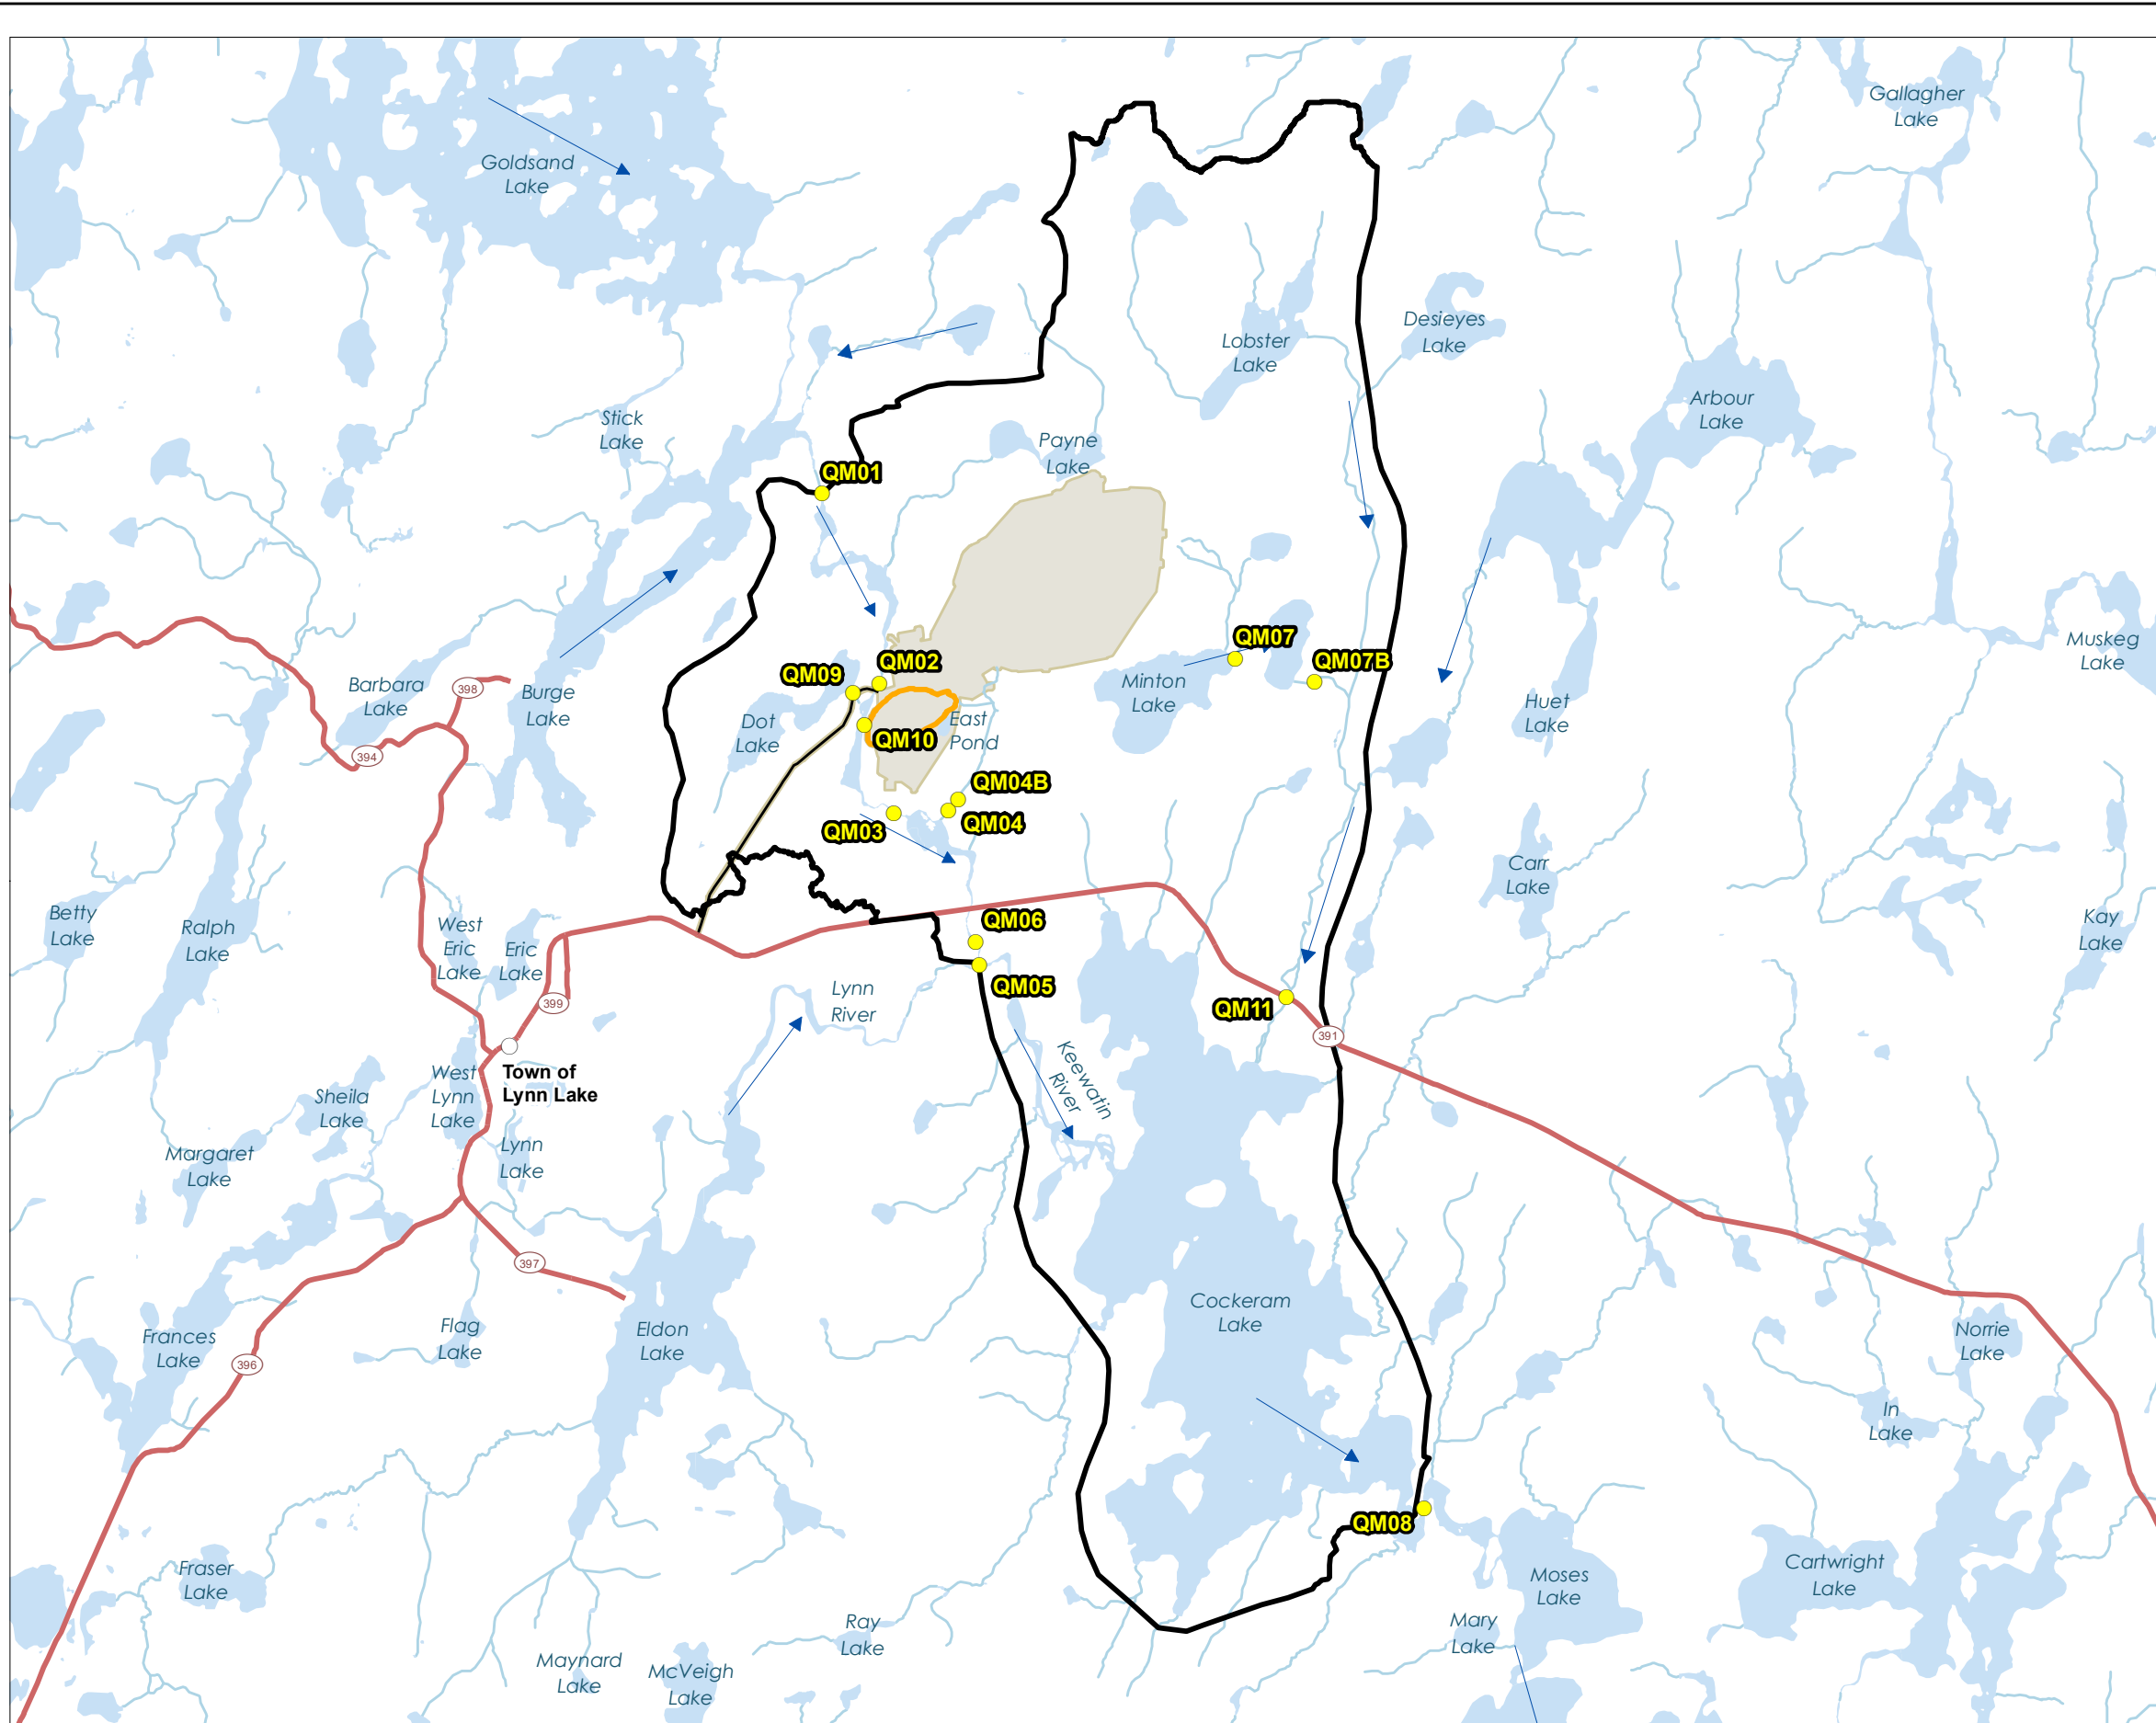 Gallagher
Lake
Goldsand
Lake
Desieyes
Lake
Lobster
Lake
Arbour
Lake
Stick
Lake
Payne
Lake
QM01
QM07
Muskeg
Lake
QM02
QM07B
QM09
Barbara
Lake
398
Burge
Lake
Minton
Lake
Huet
Lake
Dot
Lake
East
Pond
QM10
394
QM04B
QM04
QM03
Carr
Lake
Betty
Lake
Ralph
Lake
West
Eric
Lake
Eric
Lake
QM06
Kay
Lake
QM05
Lynn
River
399
QM11
391
Keewatin
River
Town of
Lynn Lake
West
Lynn
Lake
Sheila
Lake
Lynn
Lake
Margaret
Lake
397
Cockeram
Lake
Flag
Lake
Eldon
Lake
Frances
Lake
396
Norrie
Lake
In
Lake
QM08
Fraser
Lake
Moses
Lake
Cartwright
Lake
Ray
Lake
Mary
Lake
Maynard
Lake
McVeigh
Lake